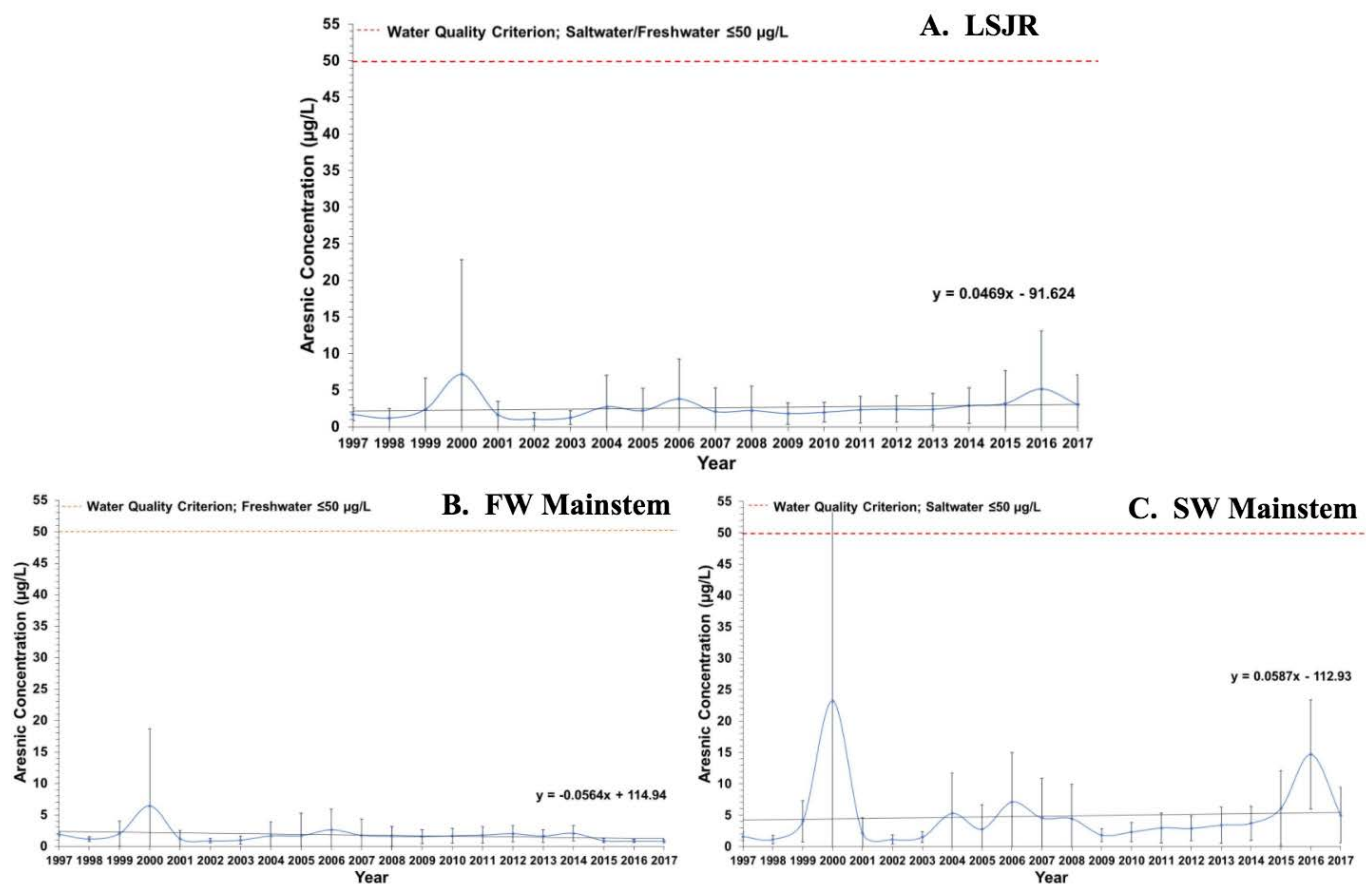 A. LSJR
Water Quality Criterion; Saltwater/Freshwater ≤50 µg/L
Aresnic Concentration (µg/L)
55
50
45
40
35
30
25
20
15
10
5
0
y = 0.0469x - 91.624
1997 1998 1999 2000 2001 2002 2003 2004 2005 2006 2007 2008 2009 2010 2011 2012 2013 2014 2015 2016 2017
Year
B. FW Mainstem
Water Quality Criterion; Freshwater ≤50 µg/L
Aresnic Concentration (µg/L)
55
50
45
40
35
30
25
20
15
10
5
0
y = -0.0564x + 114.94
1997 1998 1999 2000 2001 2002 2003 2004 2005 2006 2007 2008 2009 2010 2011 2012 2013 2014 2015 2016 2017
Year
C. SW Mainstem
Water Quality Criterion; Saltwater ≤50 µg/L
Aresnic Concentration (µg/L)
55
50
45
40
35
30
25
20
15
10
5
0
y = 0.0587x - 112.93
1997 1998 1999 2000 2001 2002 2003 2004 2005 2006 2007 2008 2009 2010 2011 2012 2013 2014 2015 2016 2017
Year